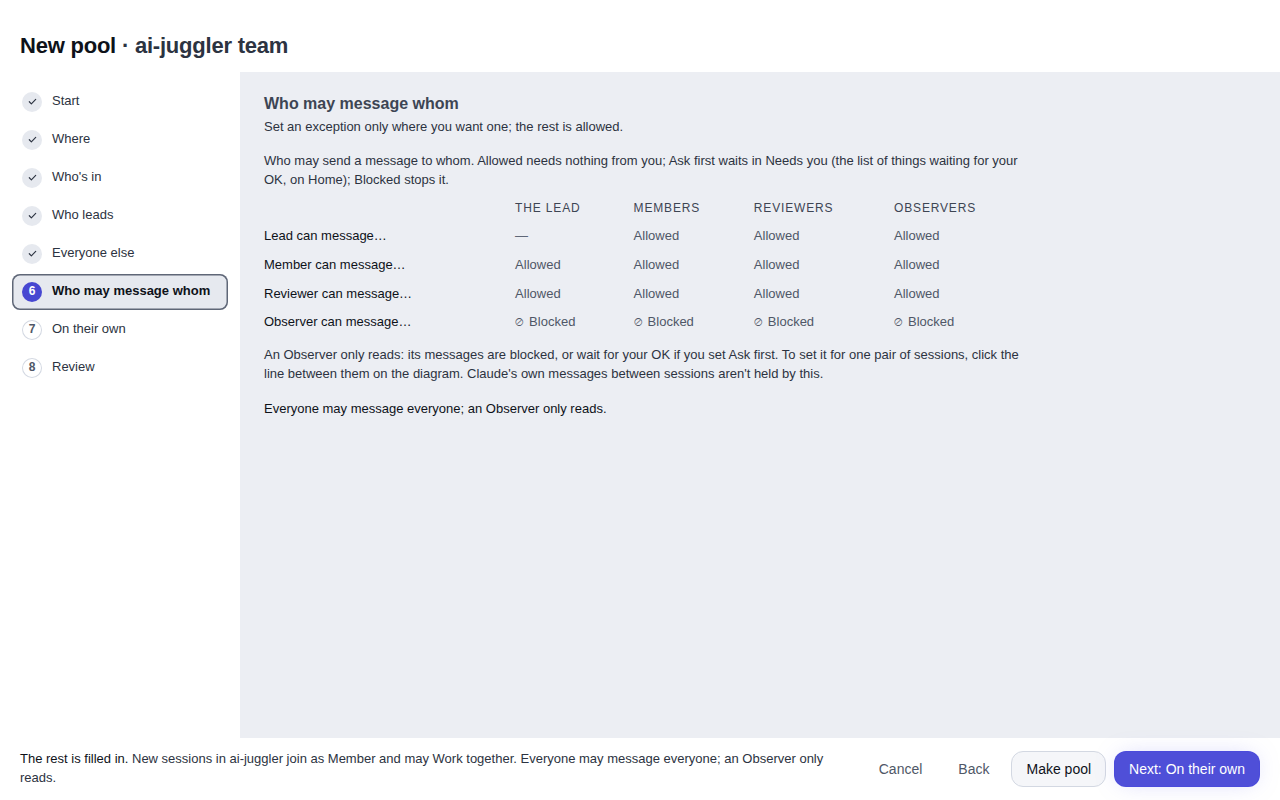 New pool · ai-juggler team
Start
Where
Who's in
Who leads
Everyone else
6 Who may message whom
7 On their own
8 Review
Who may message whom
Set an exception only where you want one; the rest is allowed.
Who may send a message to whom. Allowed needs nothing from you; Ask first waits in Needs you (the list of things waiting for your
OK, on Home); Blocked stops it.
THE LEAD MEMBERS REVIEWERS OBSERVERS
Lead can message… — Allowed Allowed Allowed
Member can message… Allowed Allowed Allowed Allowed
Reviewer can message… Allowed Allowed Allowed Allowed
Observer can message… ⊘ Blocked ⊘ Blocked ⊘ Blocked ⊘ Blocked
An Observer only reads: its messages are blocked, or wait for your OK if you set Ask first. To set it for one pair of sessions, click the
line between them on the diagram. Claude's own messages between sessions aren't held by this.
Everyone may message everyone; an Observer only reads.
The rest is filled in. New sessions in ai-juggler join as Member and may Work together. Everyone may message everyone; an Observer only
reads.
Cancel Back Make pool Next: On their own